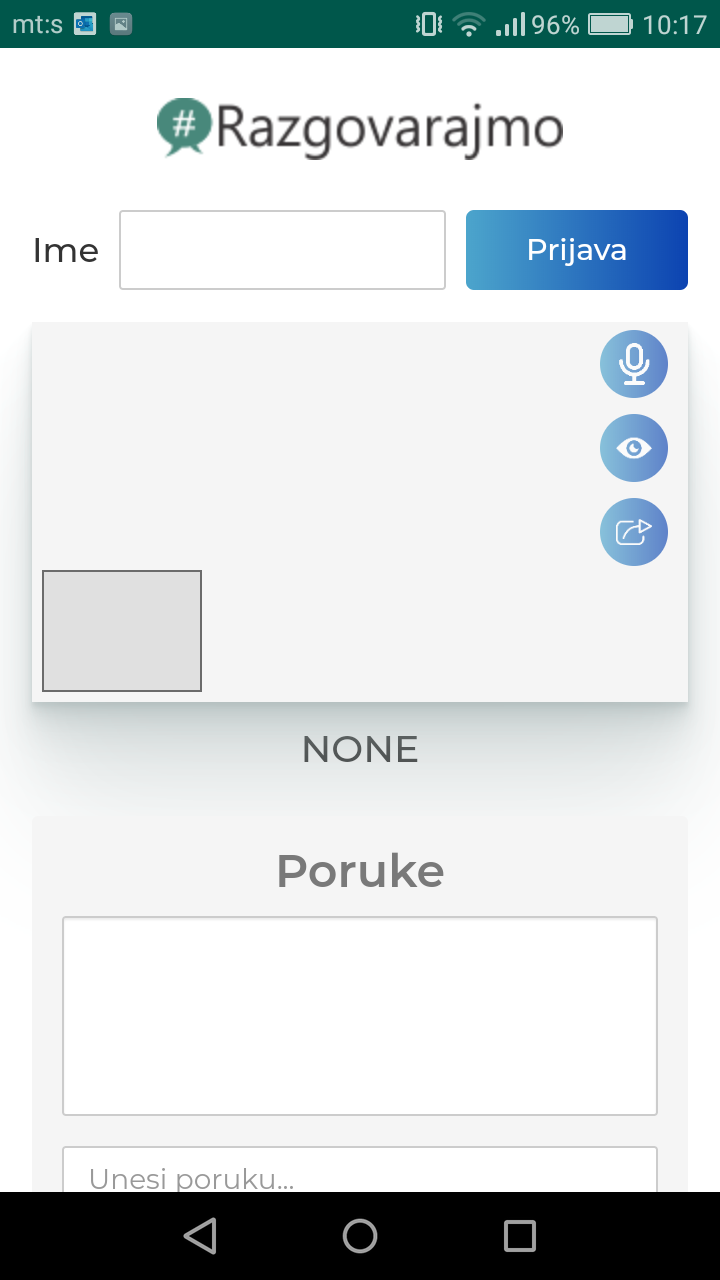 mt:s 96% 10:17
#Razgovarajmo
Ime Prijava
NONE
Poruke
Unesi poruku...